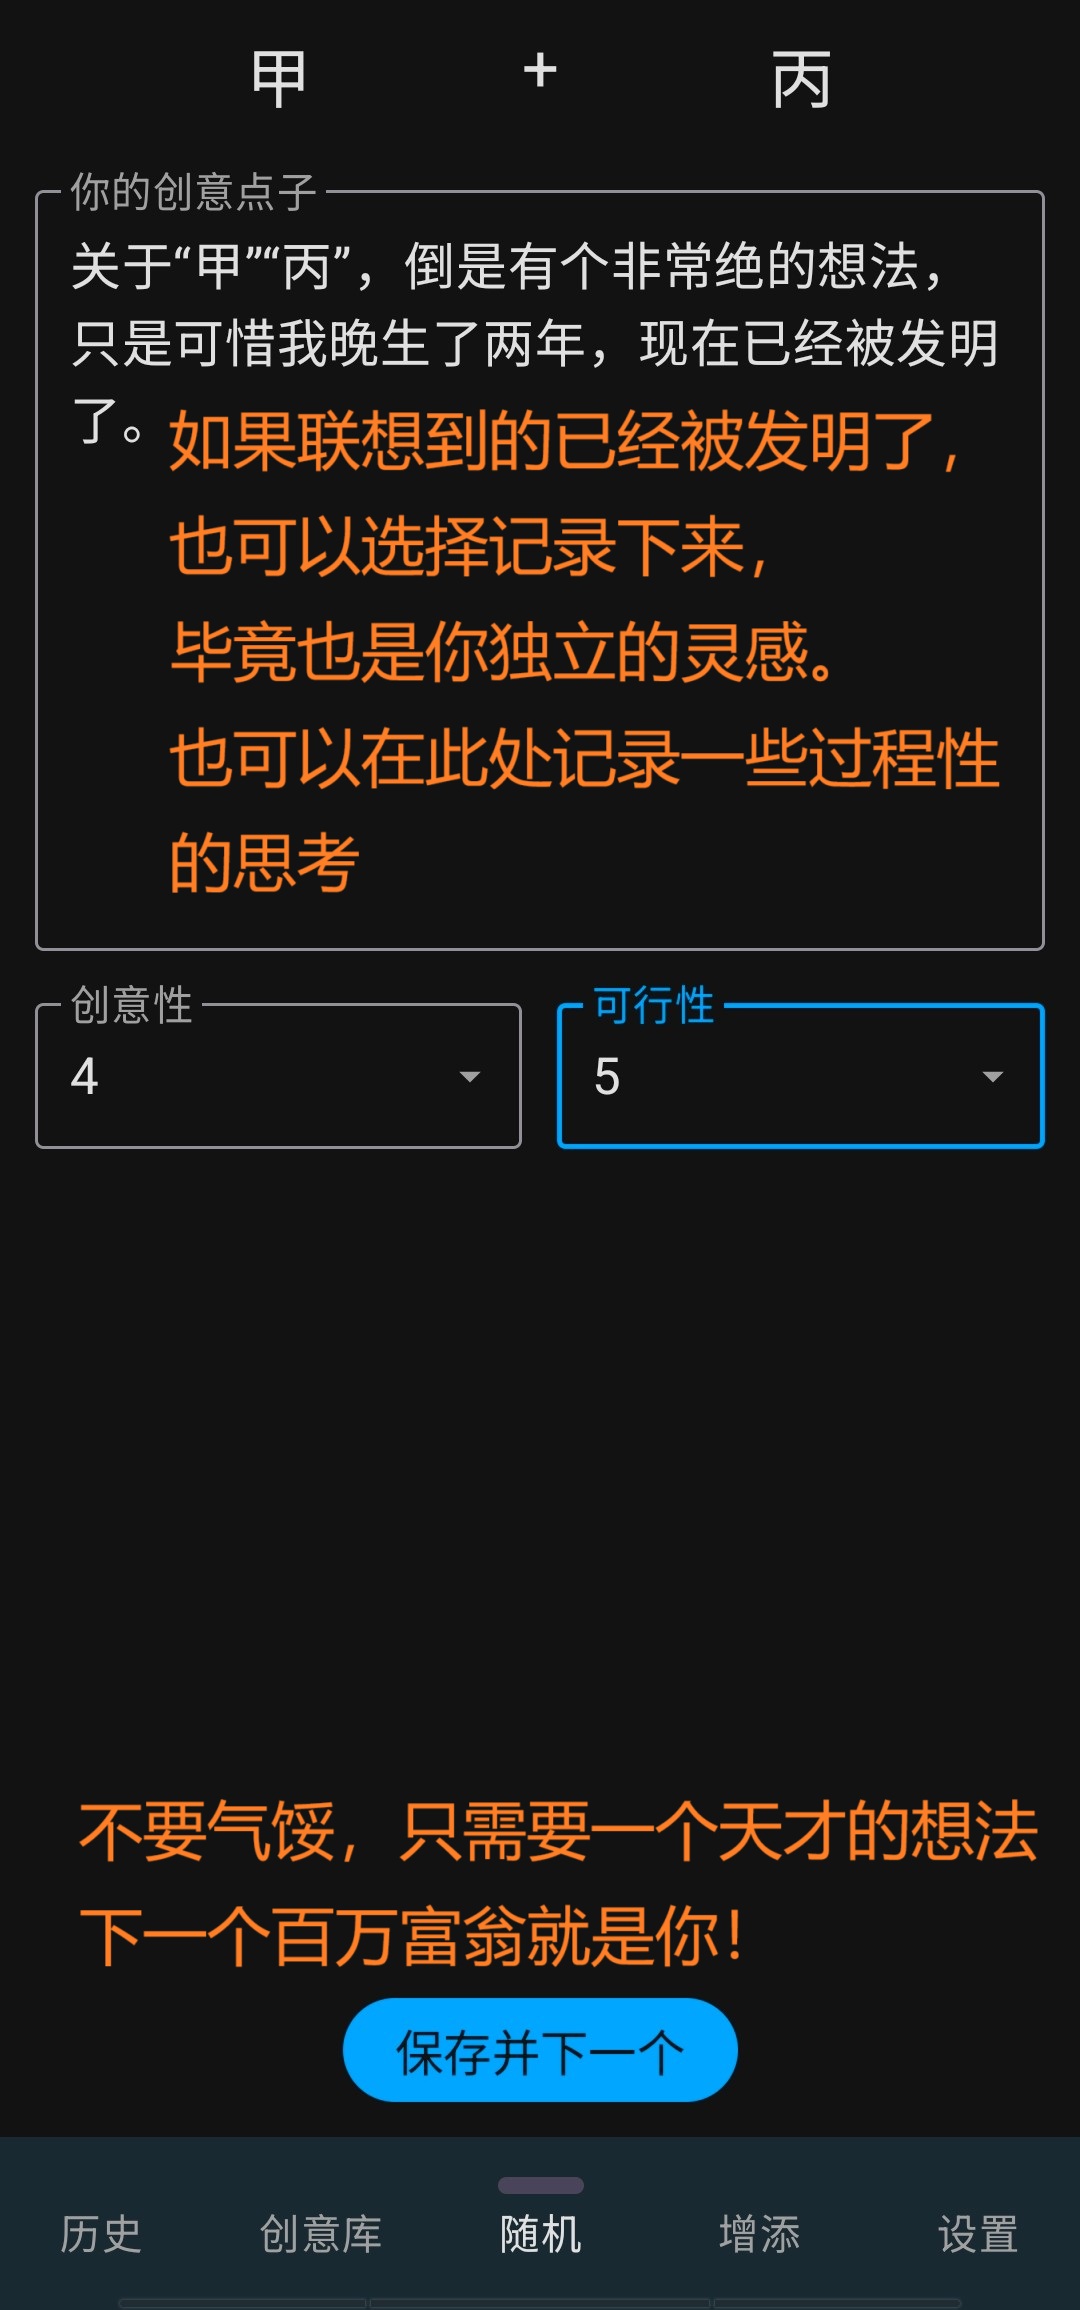 甲 + 丙
你的创意点子
关于“甲”“丙”，倒是有个非常绝的想法，
只是可惜我晚生了两年，现在已经被发明
了。
如果联想到的已经被发明了，
也可以选择记录下来，
毕竟也是你独立的灵感。
也可以在此处记录一些过程性
的思考
创意性 可行性
4 5
不要气馁，只需要一个天才的想法
下一个百万富翁就是你！
保存并下一个
历史 创意库 随机 增添 设置